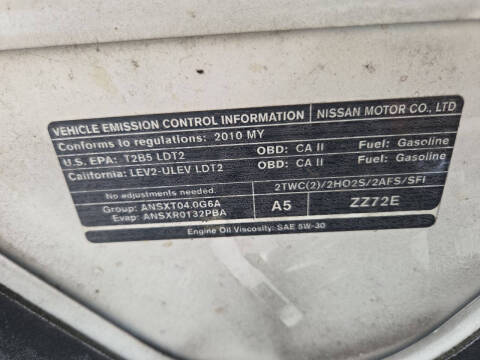 VEHICLE EMISSION CONTROL INFORMATION NISSAN MOTOR CO., LTD
Conforms to regulations: 2010 MY
U.S. EPA: T2B5 LDT2 OBD: CA II Fuel: Gasoline
California: LEV2-ULEV LDT2 OBD: CA II Fuel: Gasoline
No adjustments needed. 2TWC(2)/2HO2S/2AFS/SFI
Group: ANSXT04.0G6A A5 ZZ72E
Evap: ANSXR0132PBA
Engine Oil Viscosity: SAE 5W-30